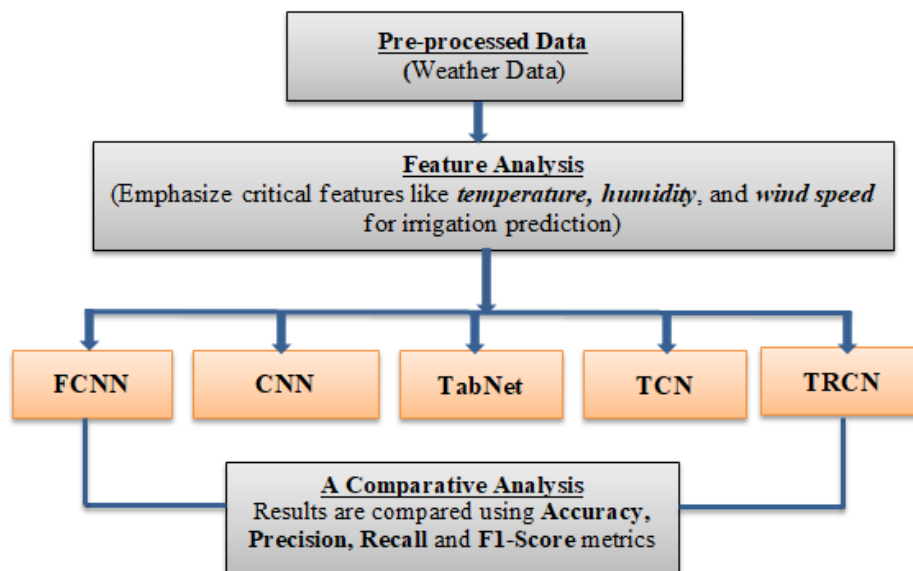 Pre-processed Data
(Weather Data)
Feature Analysis
(Emphasize critical features like temperature, humidity, and wind speed
for irrigation prediction)
FCNN
CNN
TabNet
TCN
TRCN
A Comparative Analysis
Results are compared using Accuracy,
Precision, Recall and F1-Score metrics